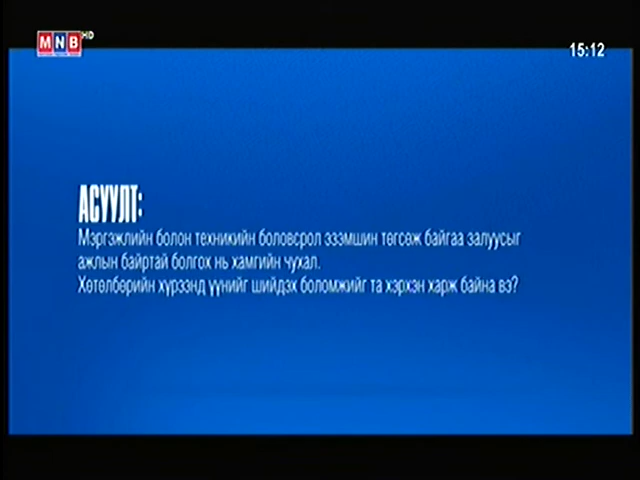 MNB HD
15:12
АСУУЛТ:
Мэргэжлийн болон техникийн боловсрол эзэмшин төгсөж байгаа залуусыг
ажлын байртай болгох нь хамгийн чухал.
Хөтөлбөрийн хүрээнд үүнийг шийдэх боломжийг та хэрхэн харж байна вэ?